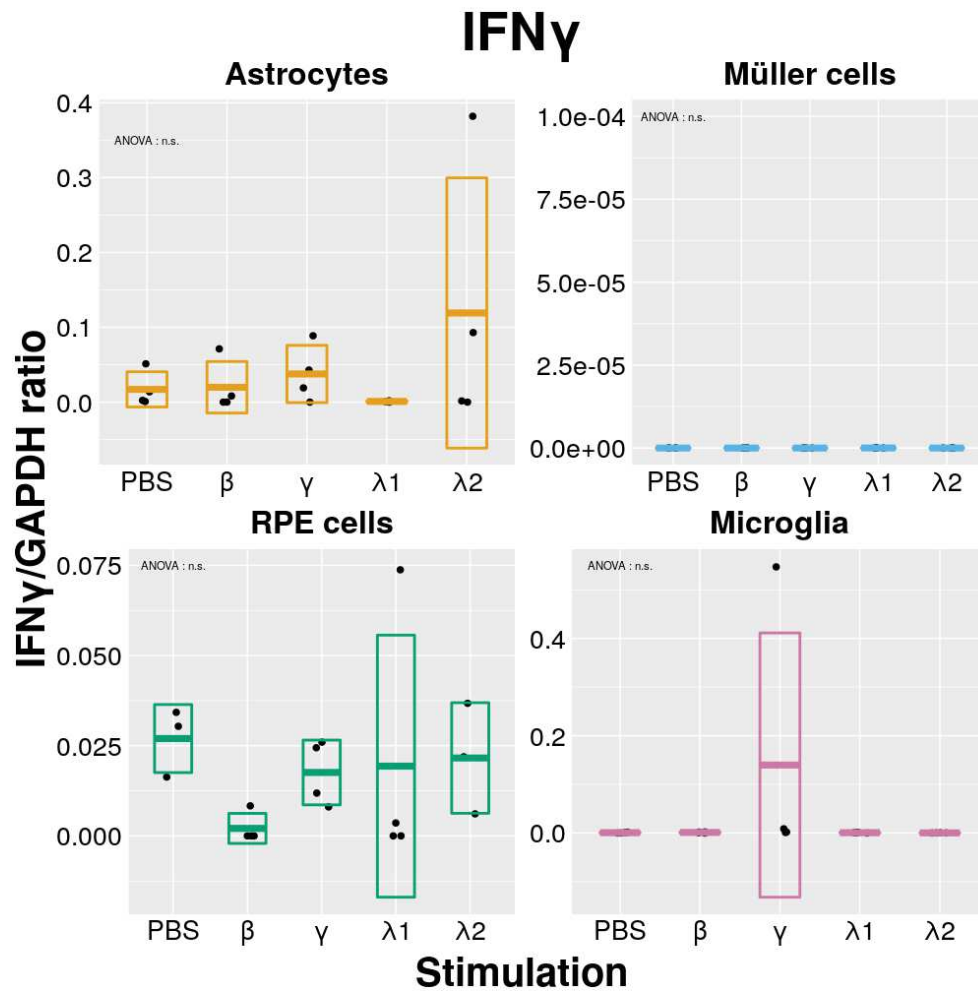 IFNγ
Astrocytes
Müller cells
0.4
0.3
0.2
0.1
0.0
ANOVA : n.s.
PBS β γ λ1 λ2
1.0e-04
7.5e-05
5.0e-05
2.5e-05
0.0e+00
ANOVA : n.s.
PBS β γ λ1 λ2
IFNγ/GAPDH ratio
RPE cells
Microglia
0.075
0.050
0.025
0.000
ANOVA : n.s.
PBS β γ λ1 λ2
0.4
0.2
0.0
ANOVA : n.s.
PBS β γ λ1 λ2
Stimulation